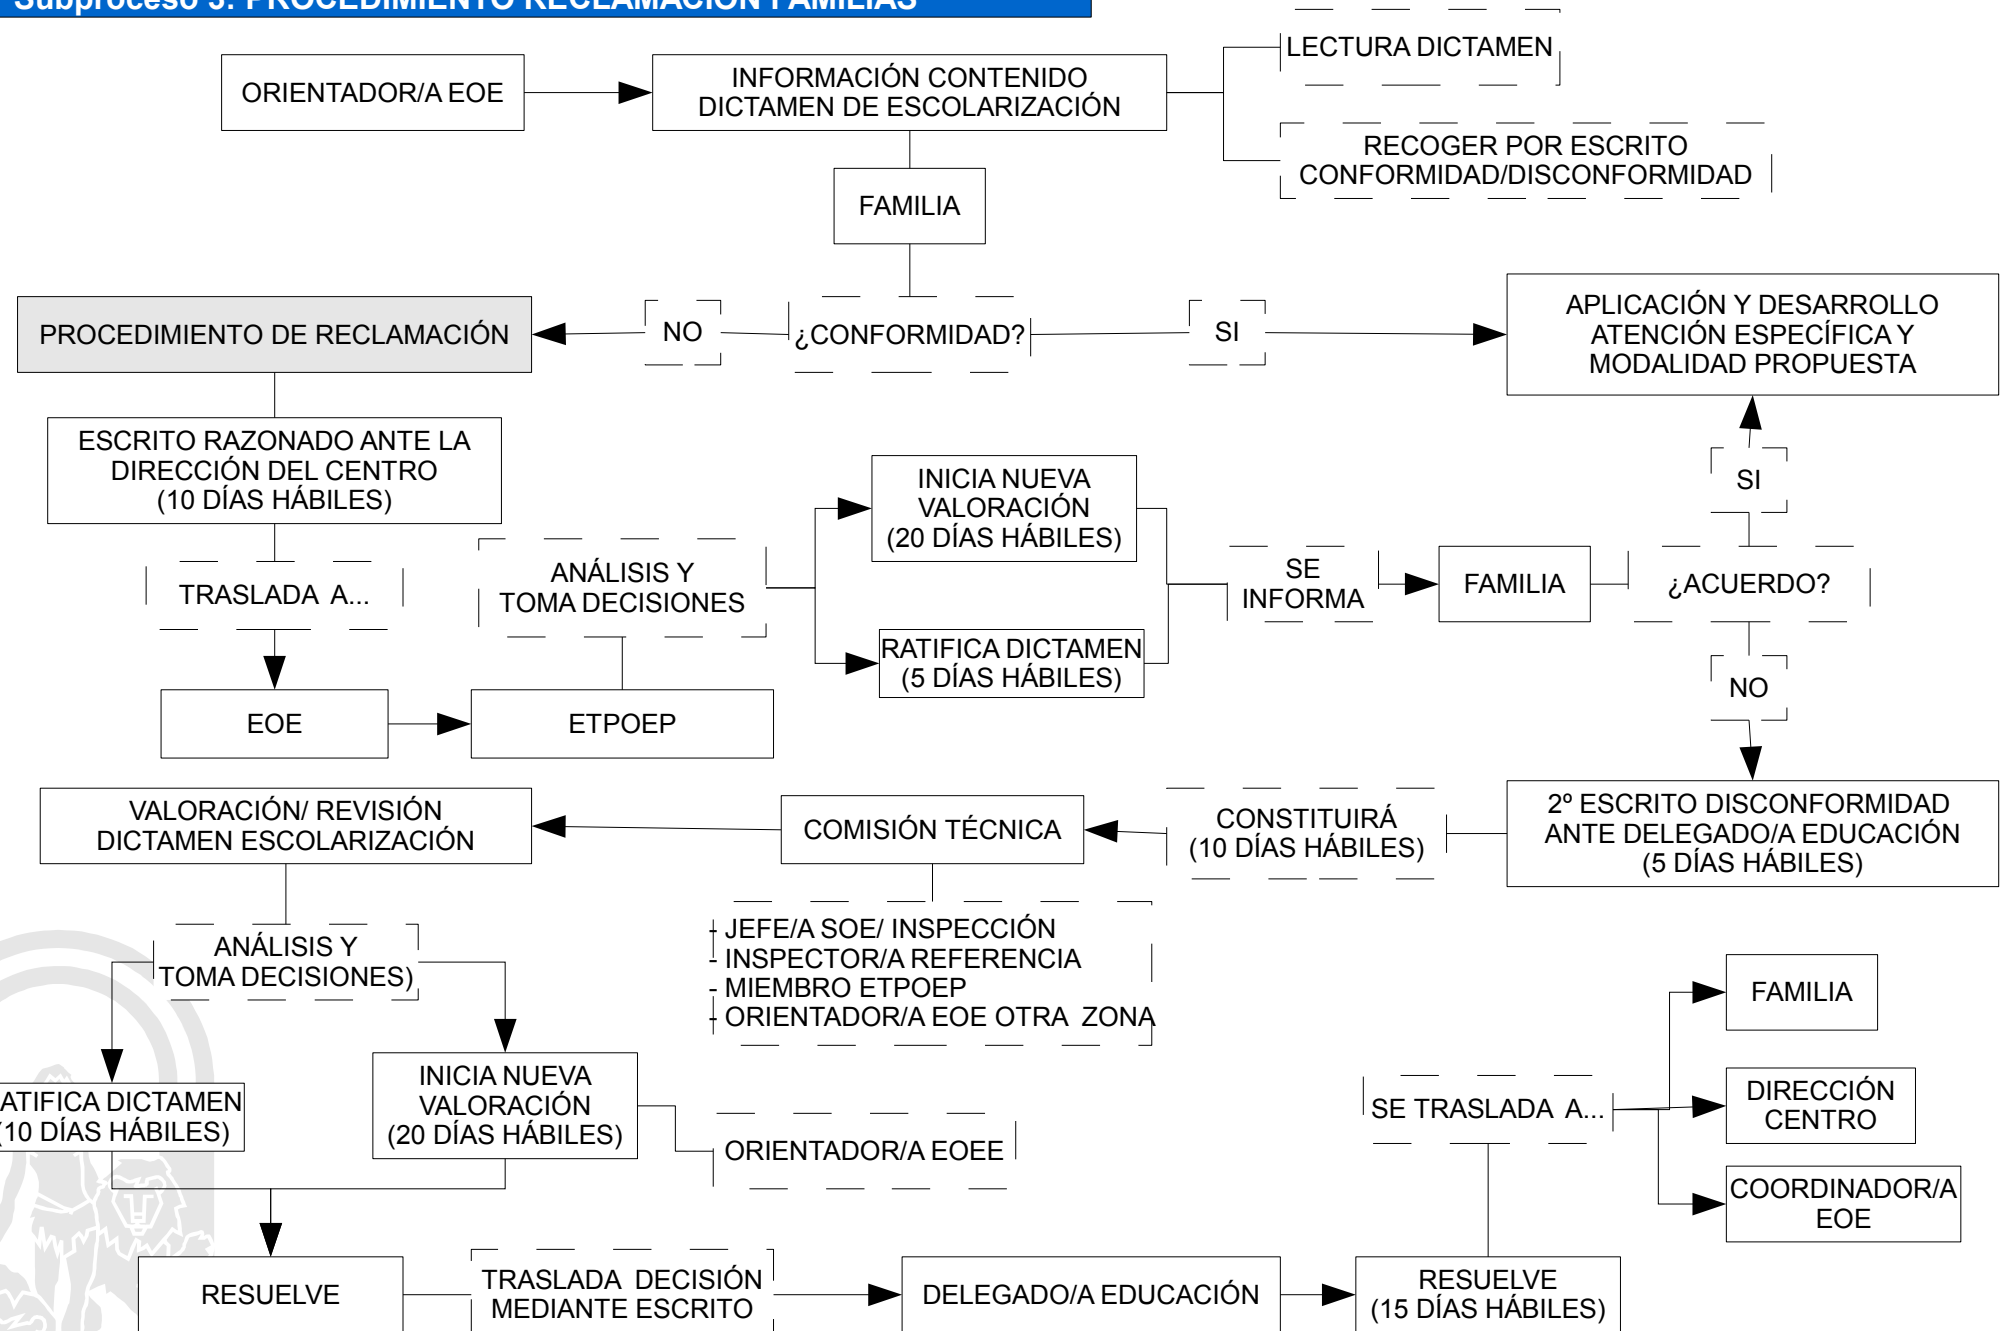 Subproceso 3: PROCEDIMIENTO RECLAMACIÓN FAMILIAS
ORIENTADOR/A EOE
INFORMACIÓN CONTENIDO
DICTAMEN DE ESCOLARIZACIÓN
LECTURA DICTAMEN
RECOGER POR ESCRITO
CONFORMIDAD/DISCONFORMIDAD
FAMILIA
PROCEDIMIENTO DE RECLAMACIÓN
NO
¿CONFORMIDAD?
SI
APLICACIÓN Y DESARROLLO
ATENCIÓN ESPECÍFICA Y
MODALIDAD PROPUESTA
ESCRITO RAZONADO ANTE LA
DIRECCIÓN DEL CENTRO
(10 DÍAS HÁBILES)
TRASLADA A...
EOE
ETPOEP
ANÁLISIS Y
TOMA DECISIONES
INICIA NUEVA
VALORACIÓN
(20 DÍAS HÁBILES)
RATIFICA DICTAMEN
(5 DÍAS HÁBILES)
SE
INFORMA
FAMILIA
¿ACUERDO?
SI
NO
2º ESCRITO DISCONFORMIDAD
ANTE DELEGADO/A EDUCACIÓN
(5 DÍAS HÁBILES)
CONSTITUIRÁ
(10 DÍAS HÁBILES)
COMISIÓN TÉCNICA
- JEFE/A SOE/ INSPECCIÓN
- INSPECTOR/A REFERENCIA
- MIEMBRO ETPOEP
- ORIENTADOR/A EOE OTRA ZONA
VALORACIÓN/ REVISIÓN
DICTAMEN ESCOLARIZACIÓN
ANÁLISIS Y
TOMA DECISIONES)
ATIFICA DICTAMEN
(10 DÍAS HÁBILES)
INICIA NUEVA
VALORACIÓN
(20 DÍAS HÁBILES)
ORIENTADOR/A EOEE
RESUELVE
TRASLADA DECISIÓN
MEDIANTE ESCRITO
DELEGADO/A EDUCACIÓN
RESUELVE
(15 DÍAS HÁBILES)
SE TRASLADA A...
FAMILIA
DIRECCIÓN
CENTRO
COORDINADOR/A
EOE